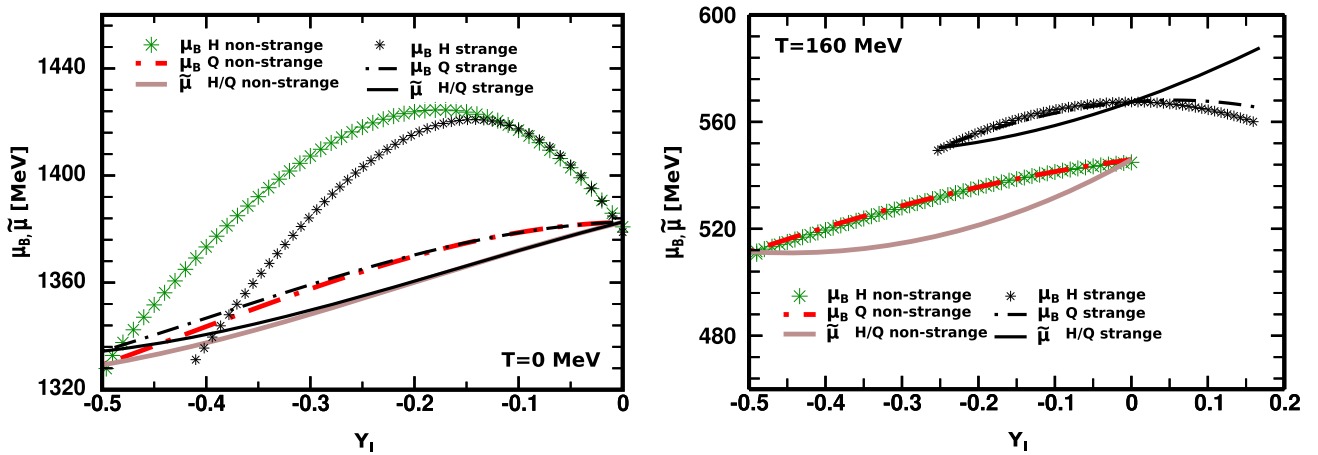 μB H non-strange
μB Q non-strange
μ̃ H/Q non-strange
μB H strange
μB Q strange
μ̃ H/Q strange
1440
1400
1360
1320
μB, μ̃ [MeV]
T=0 MeV
-0.5 -0.4 -0.3 -0.2 -0.1 0
YI
T=160 MeV
600
560
520
480
μB, μ̃ [MeV]
μB H non-strange
μB Q non-strange
μ̃ H/Q non-strange
μB H strange
μB Q strange
μ̃ H/Q strange
-0.5 -0.4 -0.3 -0.2 -0.1 0 0.1 0.2
YI